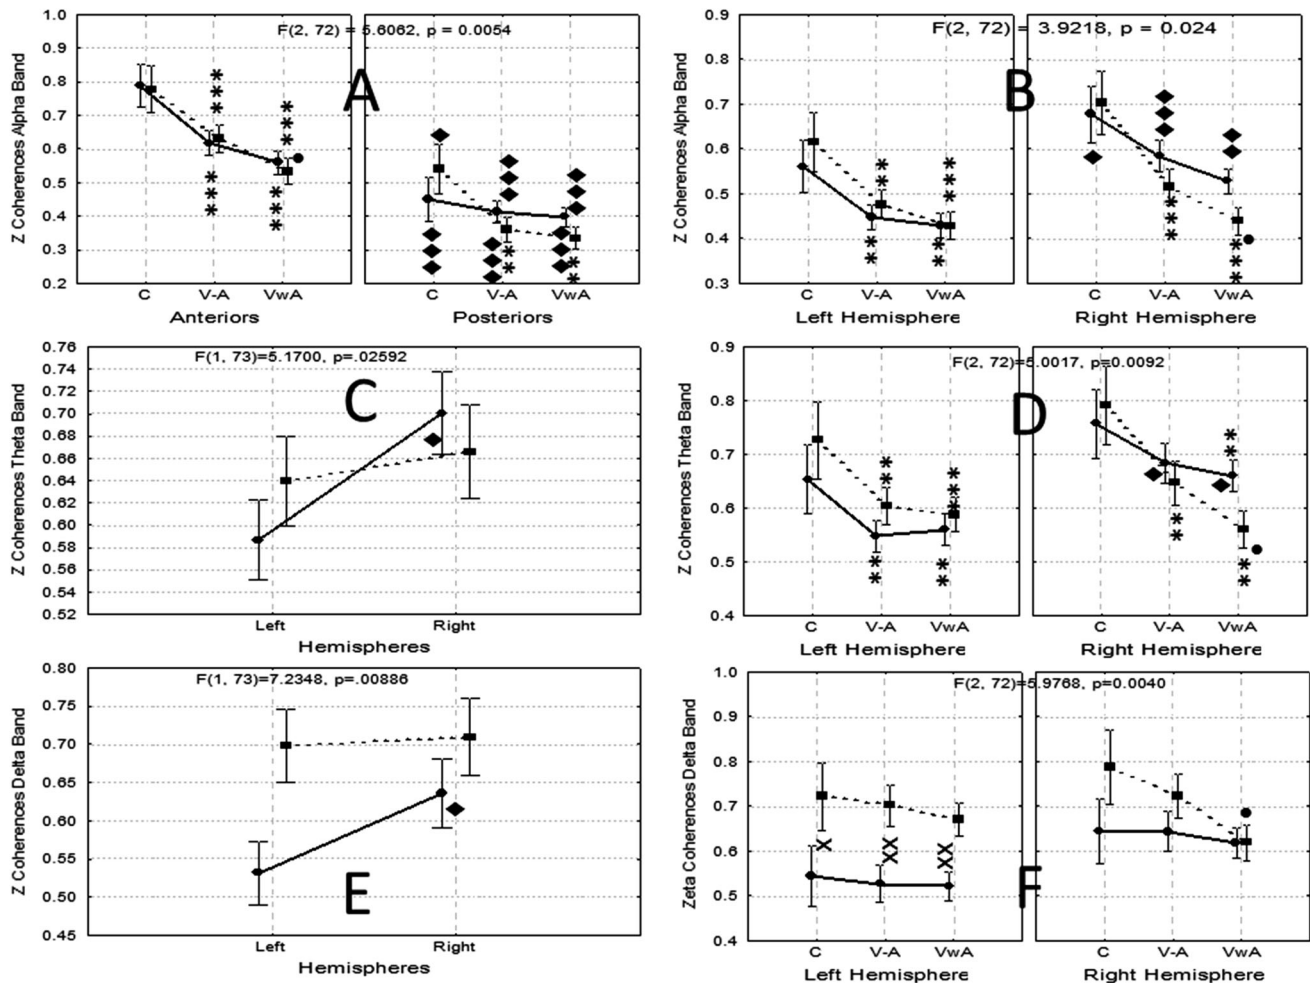 F(2, 72) = 5.6062, p = 0.0054
A
Z Coherences Alpha Band
1.0
0.9
0.8
0.7
0.6
0.5
0.4
0.3
0.2
C V-A VwA
Anteriors
C V-A VwA
Posteriors
F(2, 72) = 3.9218, p = 0.024
B
Z Coherences Alpha Band
0.9
0.8
0.7
0.6
0.5
0.4
0.3
C V-A VwA
Left Hemisphere
C V-A VwA
Right Hemisphere
F(1, 73)=5.1700, p=.02592
C
Z Coherences Theta Band
0.76
0.74
0.72
0.70
0.68
0.66
0.64
0.62
0.60
0.58
0.56
0.54
0.52
Left Right
Hemispheres
F(2, 72)=5.0017, p=0.0092
D
Z Coherences Theta Band
0.9
0.8
0.7
0.6
0.5
0.4
C V-A VwA
Left Hemisphere
C V-A VwA
Right Hemisphere
F(1, 73)=7.2348, p=.00886
E
Z Coherences Delta Band
0.80
0.75
0.70
0.65
0.60
0.55
0.50
0.45
Left Right
Hemispheres
F(2, 72)=5.9768, p=0.0040
F
Zeta Coherences Delta Band
1.0
0.9
0.8
0.7
0.6
0.5
0.4
C V-A VwA
Left Hemisphere
C V-A VwA
Right Hemisphere